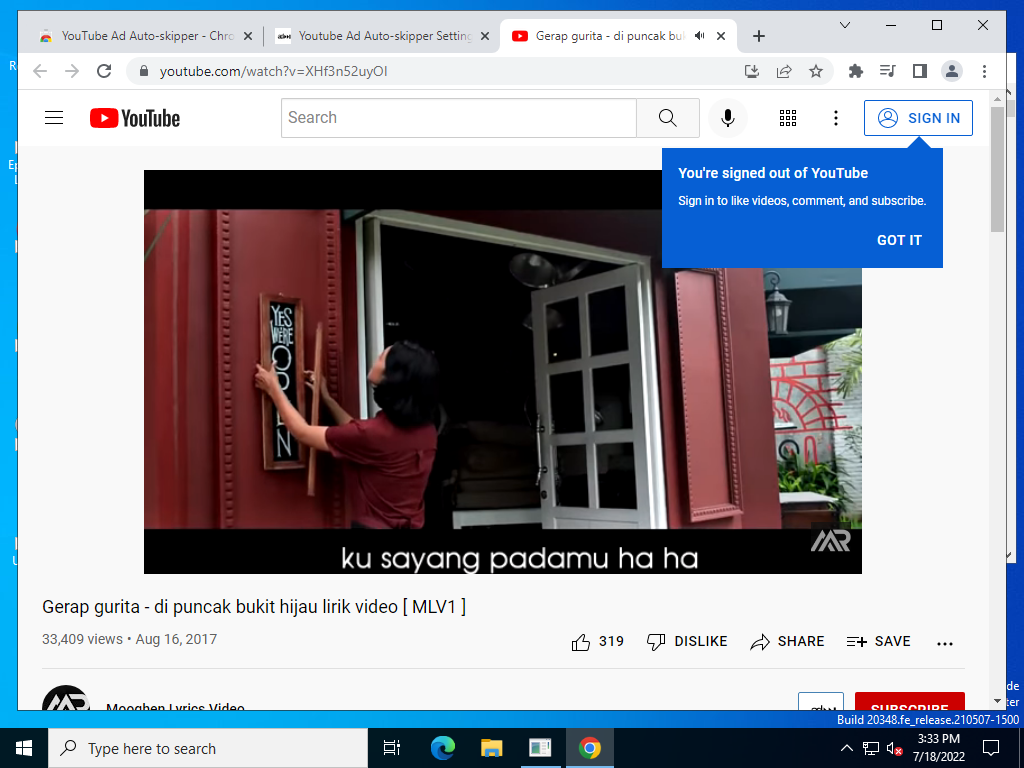 YouTube Ad Auto-skipper - Chro
Youtube Ad Auto-skipper Setting
Gerap gurita - di puncak buki
youtube.com/watch?v=XHf3n52uyOI
YouTube
Search
SIGN IN
You're signed out of YouTube
Sign in to like videos, comment, and subscribe.
GOT IT
YES
WE'RE
OPEN
ku sayang padamu ha ha
Gerap gurita - di puncak bukit hijau lirik video [ MLV1 ]
33,409 views • Aug 16, 2017
319
DISLIKE
SHARE
SAVE
Mooghen Lyrics Video
SUBSCRIBE
Build 20348.fe_release.210507-1500
Type here to search
3:33 PM
7/18/2022